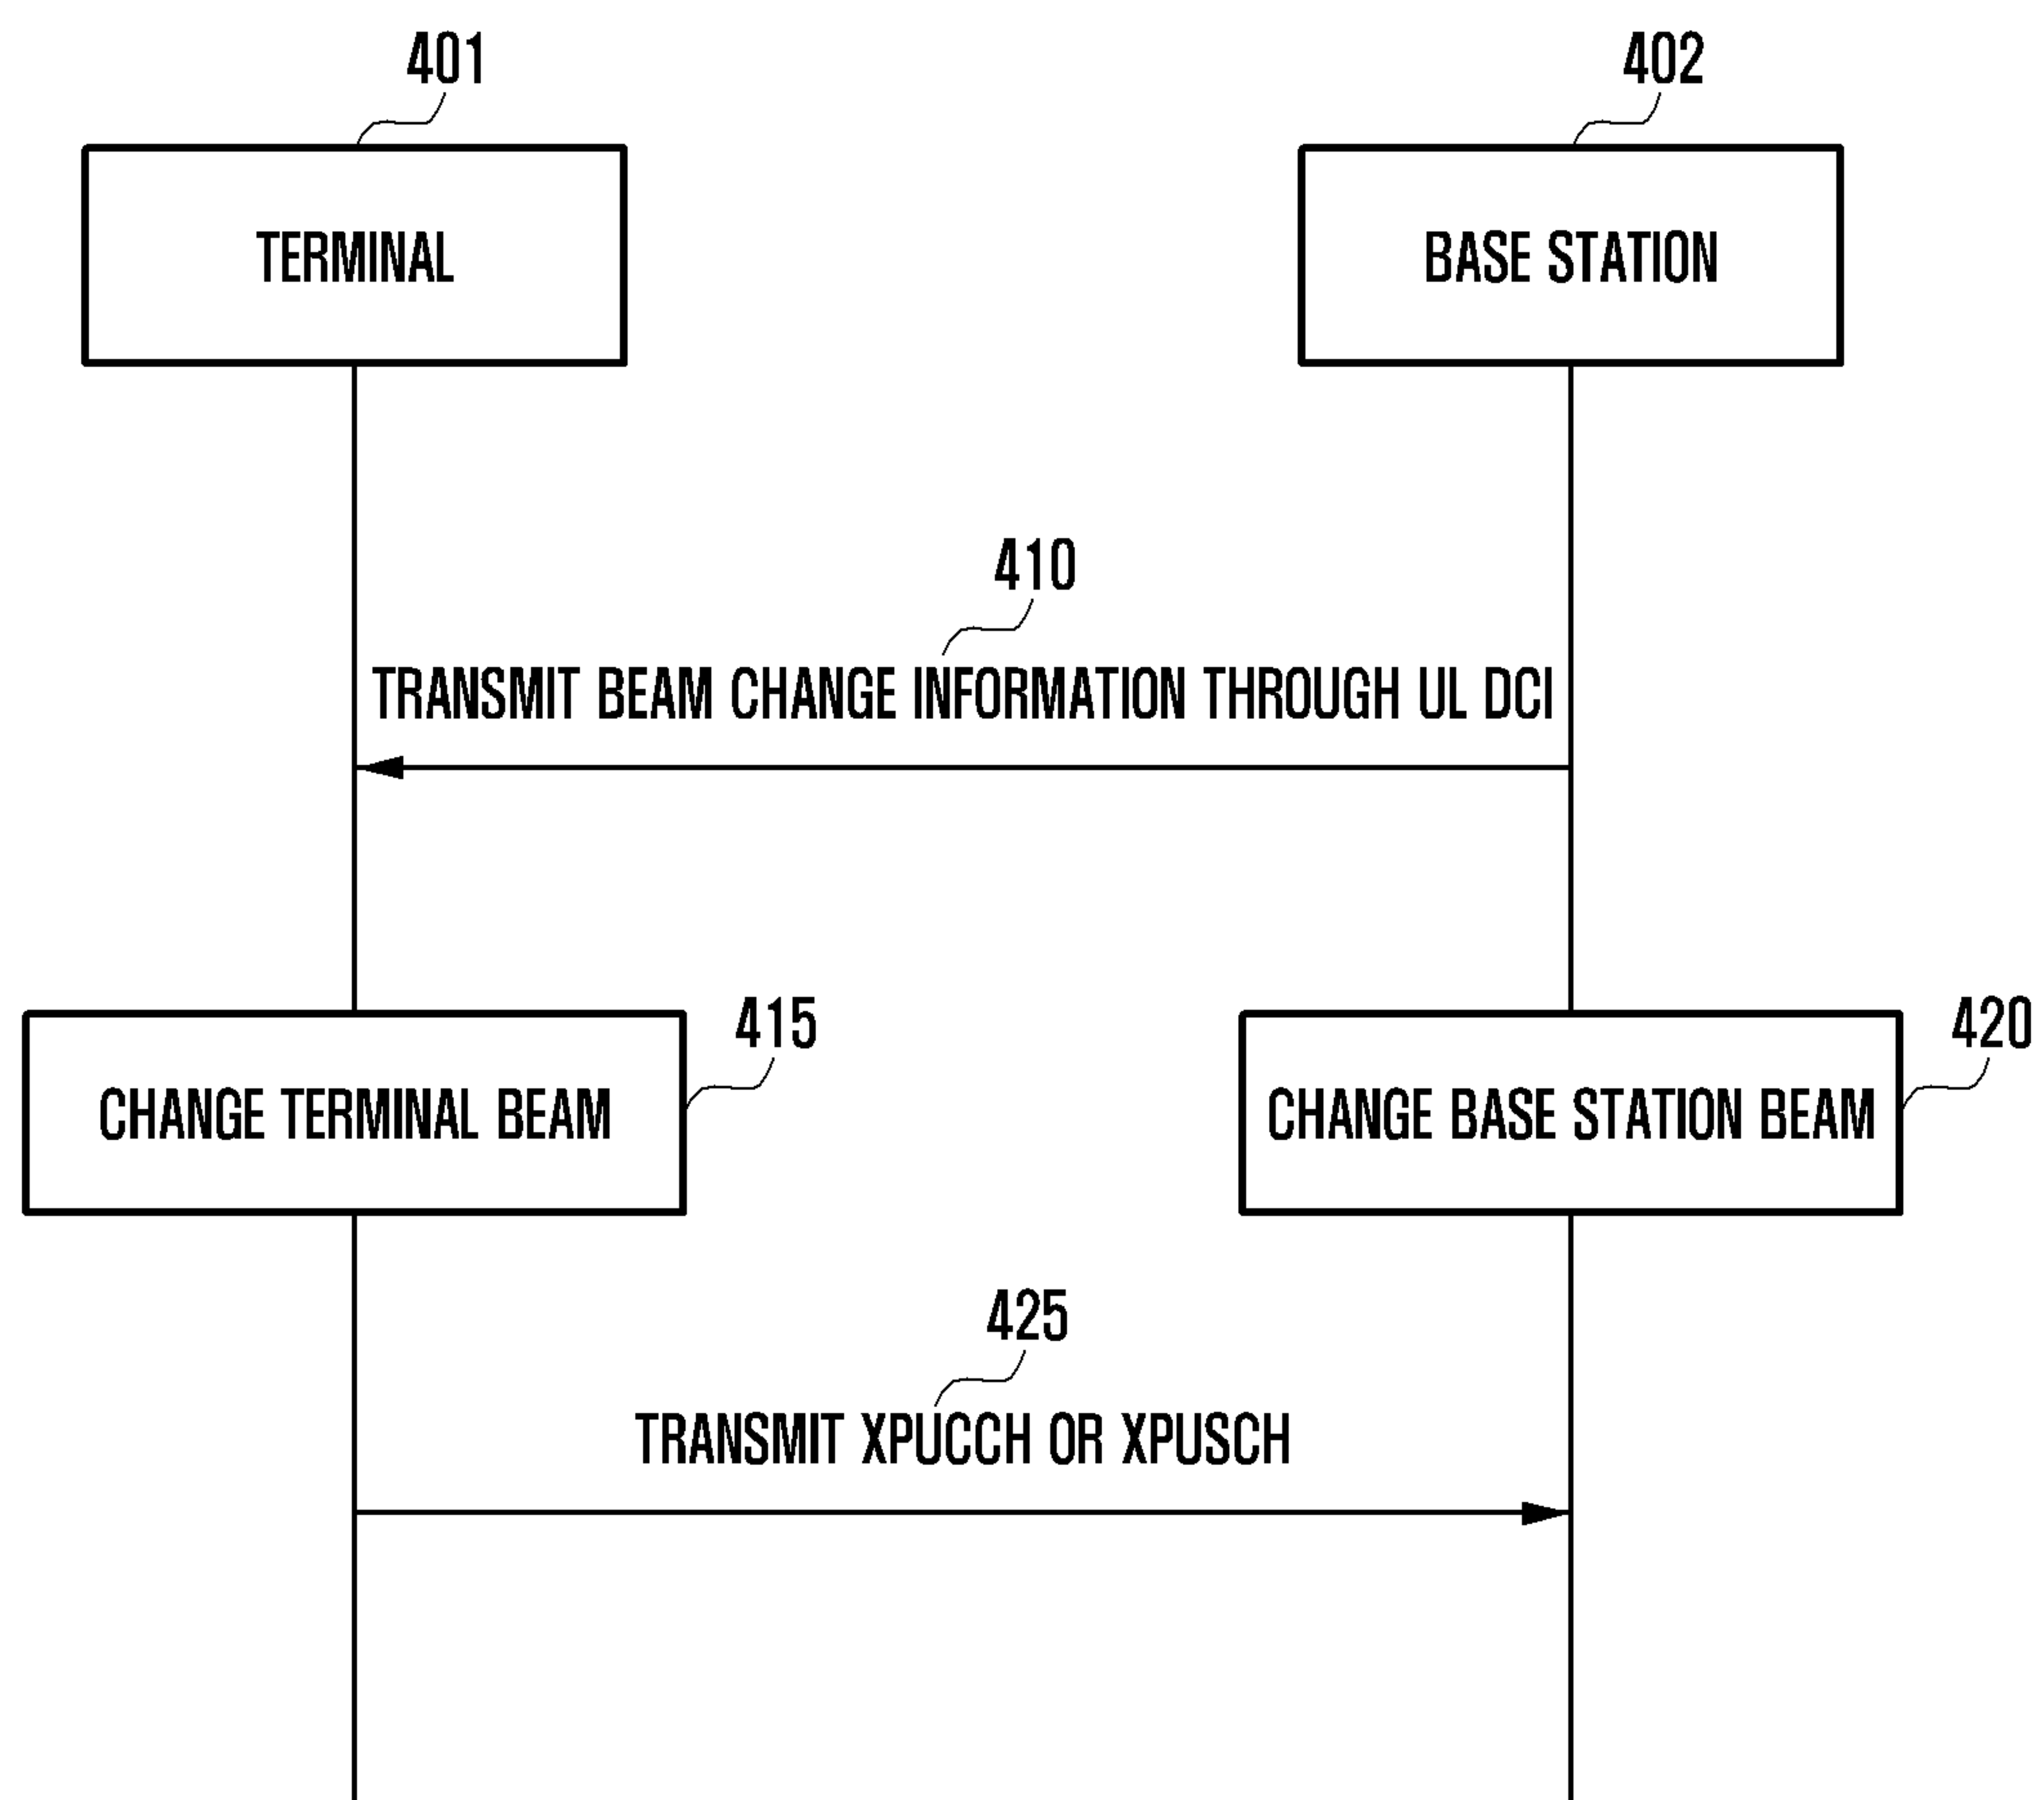 401
402
TERMINAL
BASE STATION
410
TRANSMIT BEAM CHANGE INFORMATION THROUGH UL DCI
415
420
CHANGE TERMINAL BEAM
CHANGE BASE STATION BEAM
425
TRANSMIT XPUCCH OR XPUSCH